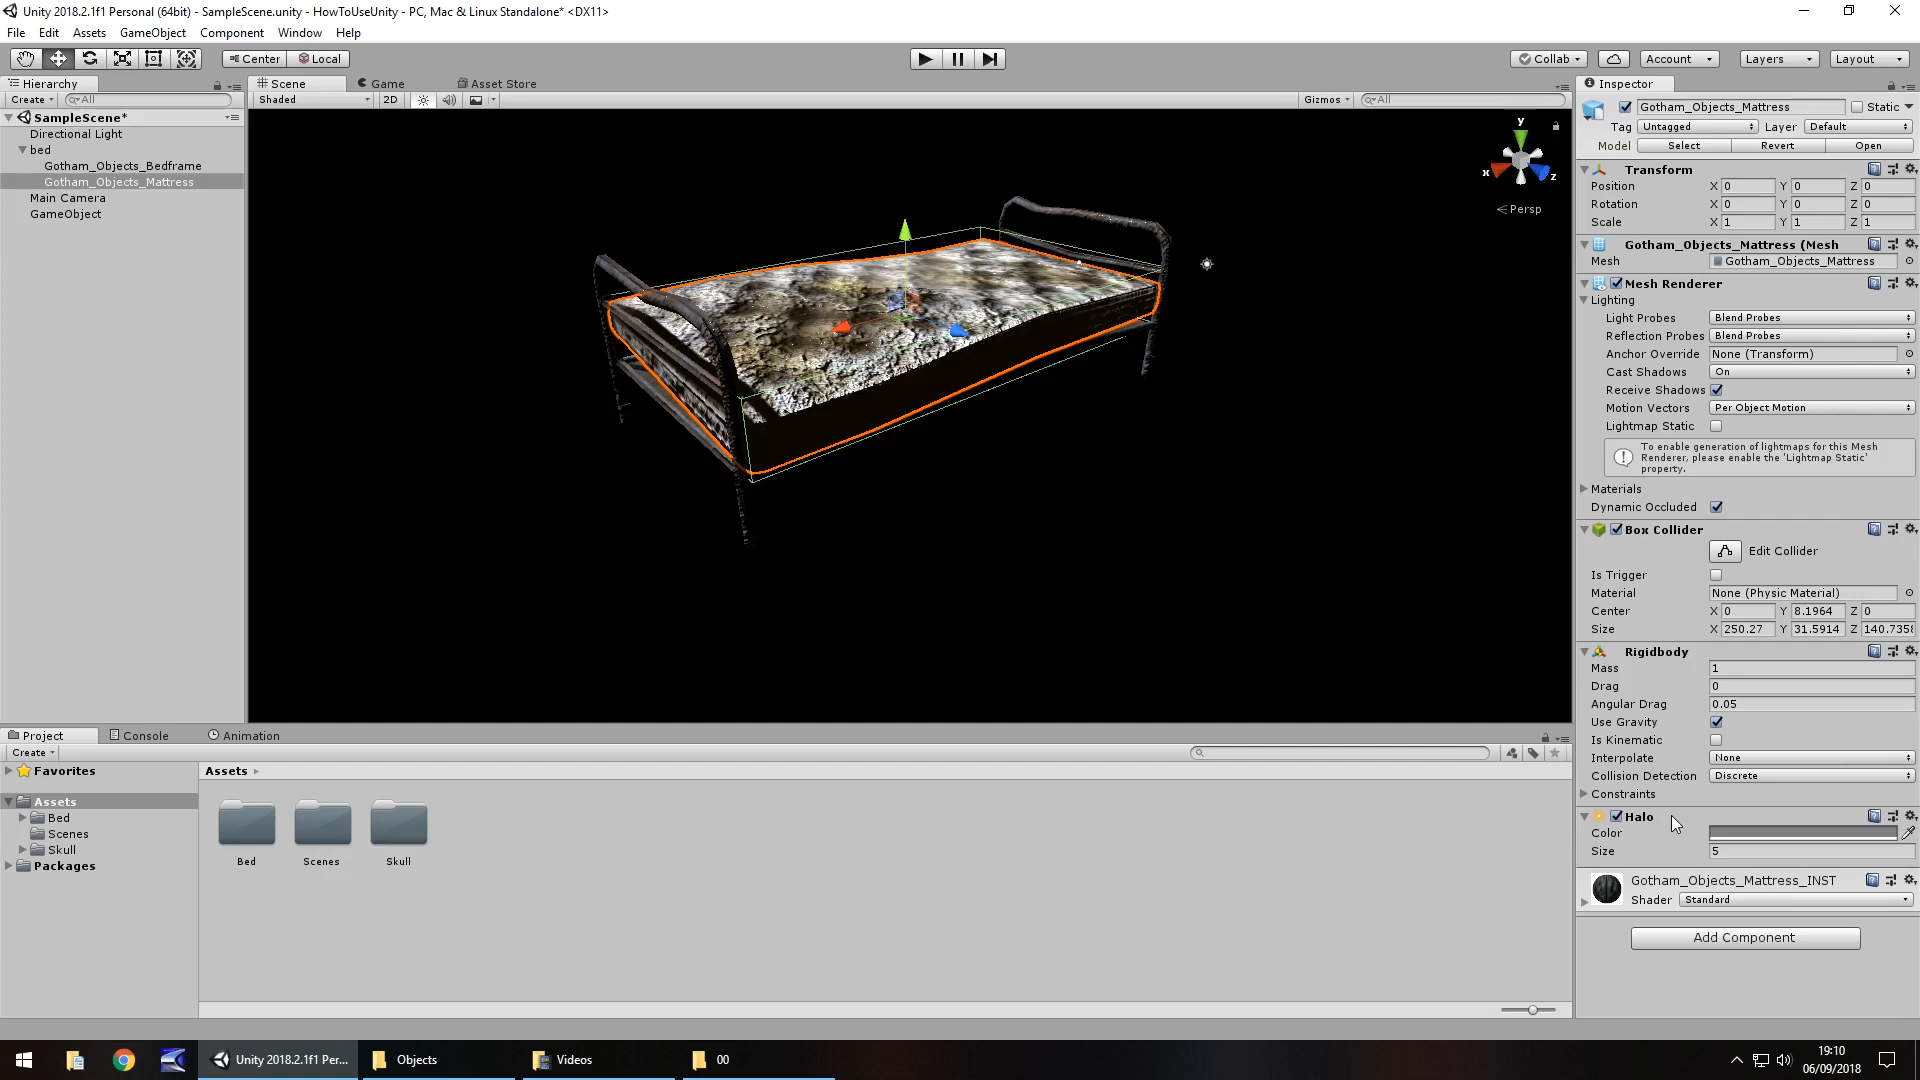 Unity 2018.2.1f1 Personal (64bit) - SampleScene.unity - HowToUseUnity - PC, Mac & Linux Standalone* <DX11>
File Edit Assets GameObject Component Window Help
Center Local Collab Account Layers Layout
Hierarchy Scene Game Asset Store Inspector
Create All Shaded 2D Gizmos All
SampleScene*
Directional Light
bed
Gotham_Objects_Bedframe
Gotham_Objects_Mattress
Main Camera
GameObject
y
x
z
Persp
Gotham_Objects_Mattress Static
Tag Untagged Layer Default
Model Select Revert Open
Transform
Position X 0 Y 0 Z 0
Rotation X 0 Y 0 Z 0
Scale X 1 Y 1 Z 1
Gotham_Objects_Mattress (Mesh
Mesh Gotham_Objects_Mattress
Mesh Renderer
Lighting
Light Probes Blend Probes
Reflection Probes Blend Probes
Anchor Override None (Transform)
Cast Shadows On
Receive Shadows
Motion Vectors Per Object Motion
Lightmap Static
To enable generation of lightmaps for this Mesh
Renderer, please enable the 'Lightmap Static'
property.
Materials
Dynamic Occluded
Box Collider
Edit Collider
Is Trigger
Material None (Physic Material)
Center X 0 Y 8.1964 Z 0
Size X 250.27 Y 31.5914 Z 140.735
Rigidbody
Mass 1
Drag 0
Angular Drag 0.05
Use Gravity
Is Kinematic
Interpolate None
Collision Detection Discrete
Constraints
Halo
Color
Size 5
Gotham_Objects_Mattress_INST
Shader Standard
Add Component
Project Console Animation
Create
Favorites
Assets
Bed
Scenes
Skull
Packages
Assets
Bed Scenes Skull
Unity 2018.2.1f1 Per... Objects Videos 00
19:10
06/09/2018